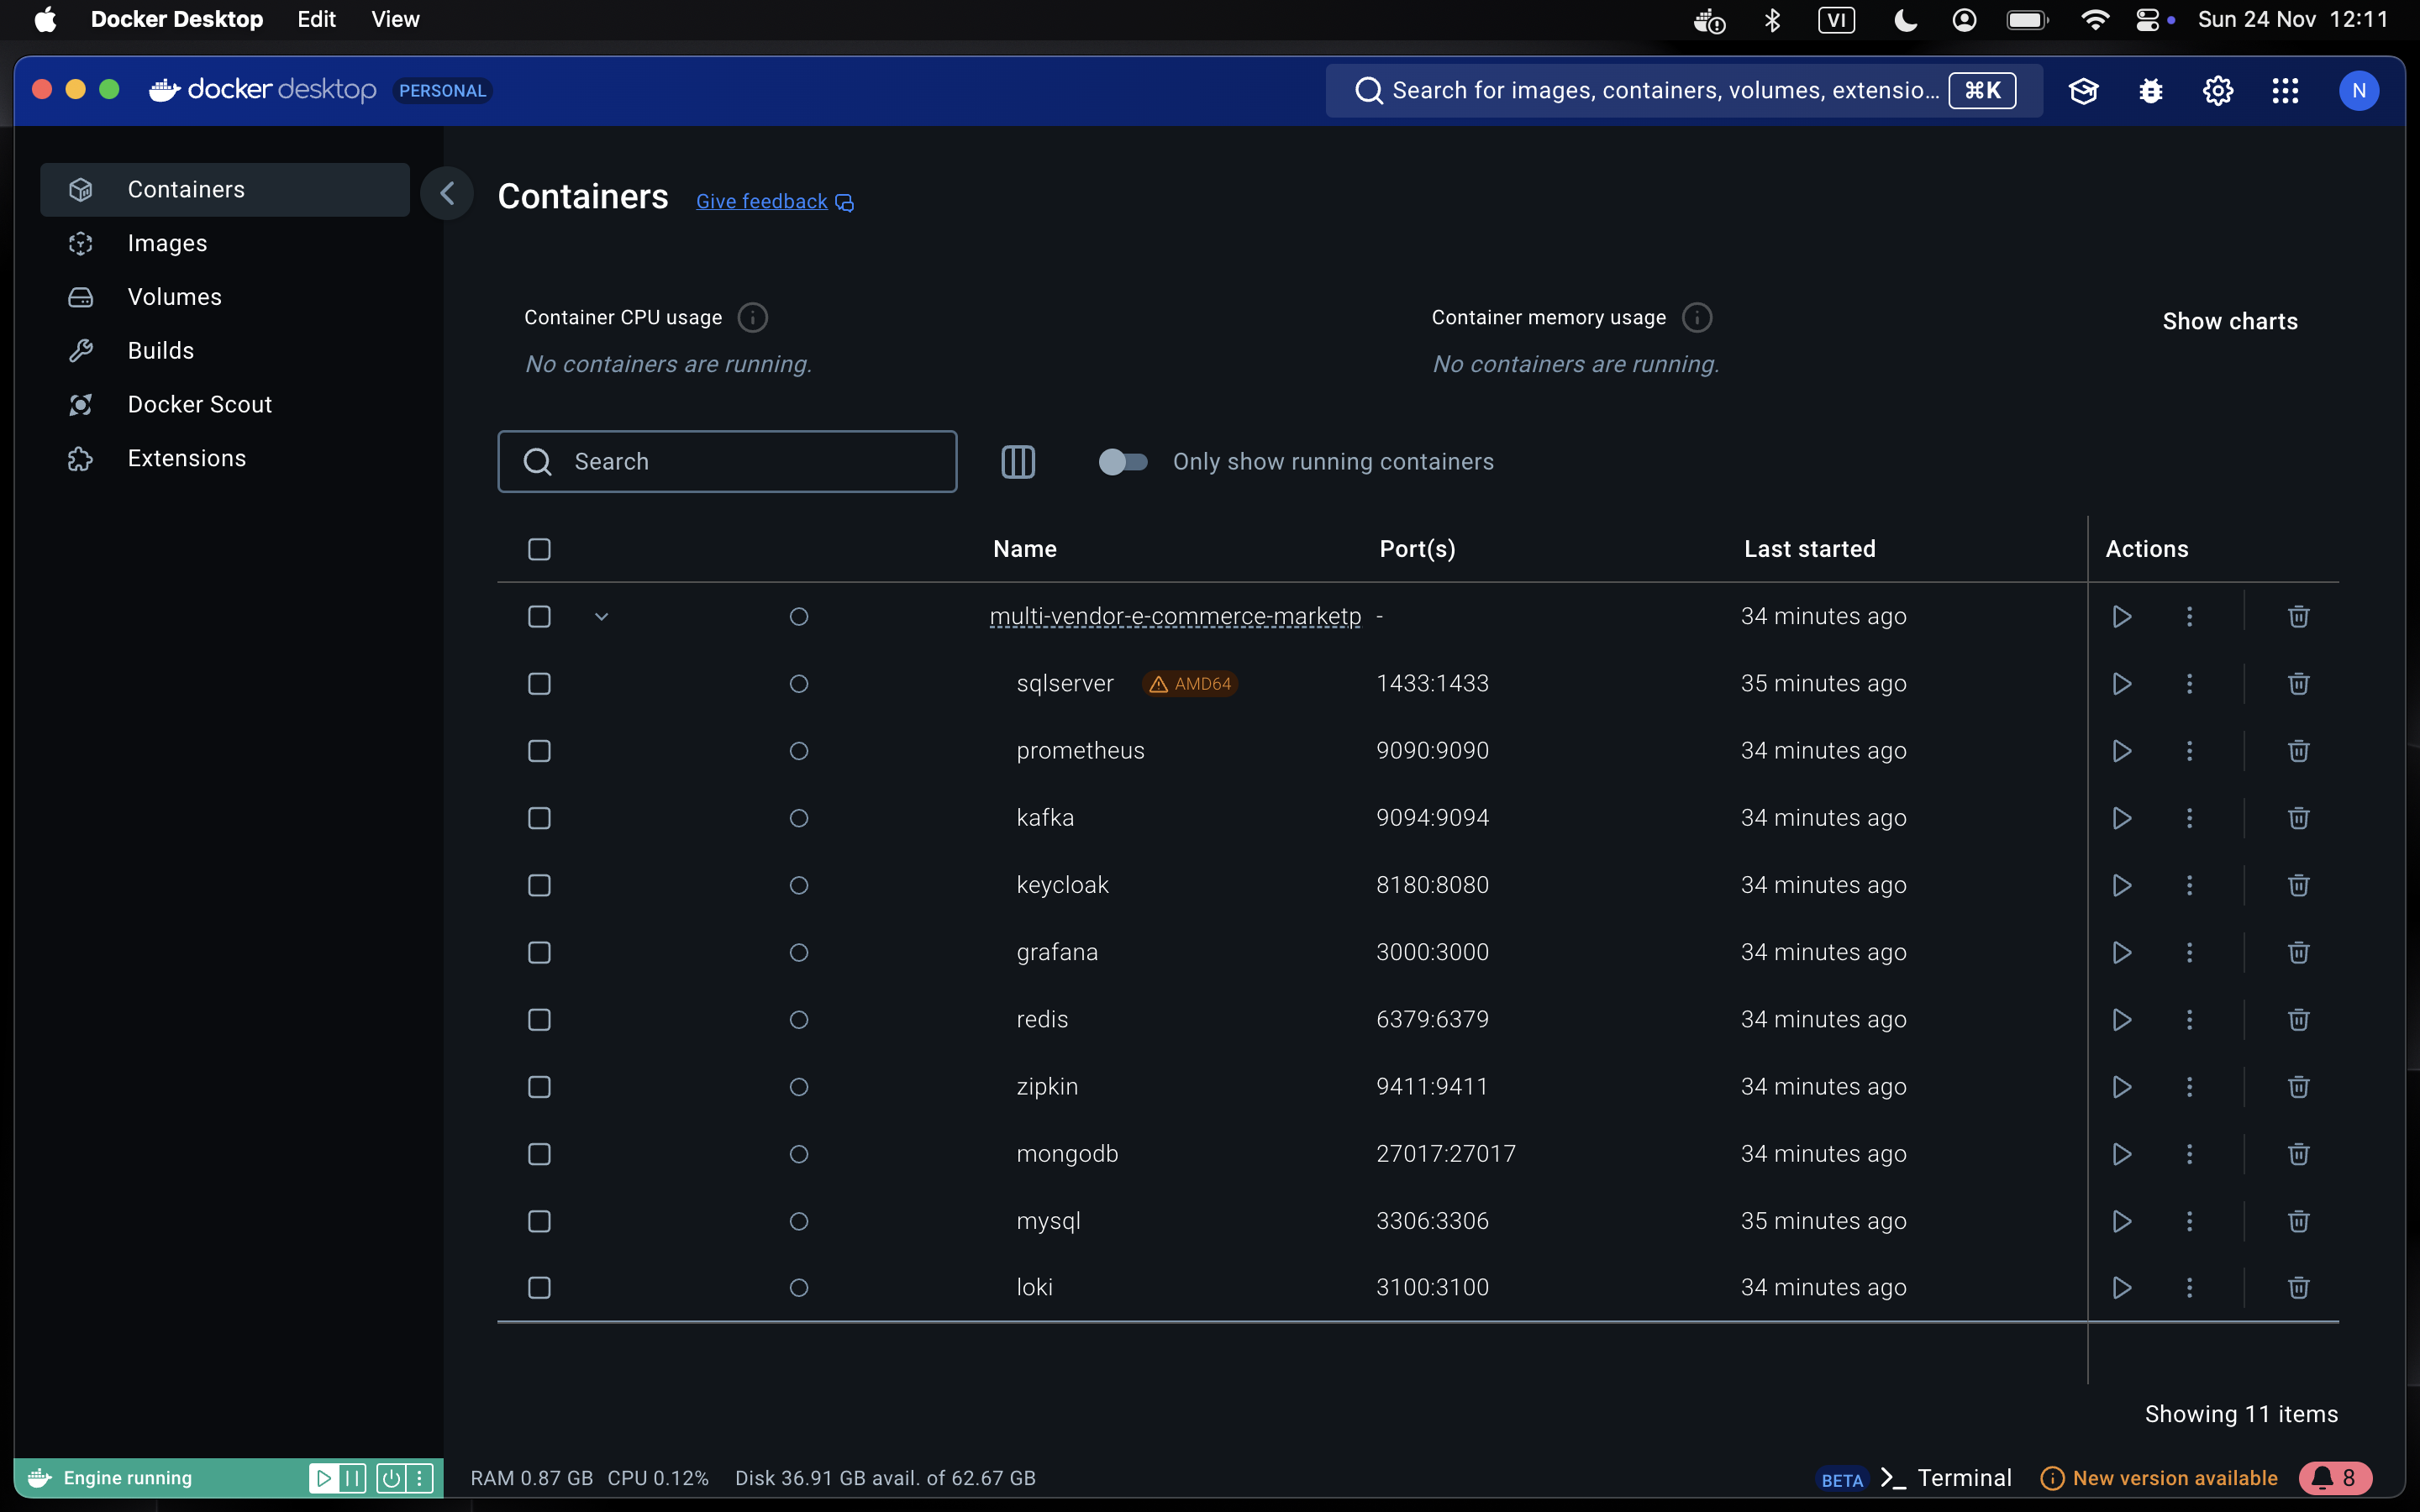 Docker Desktop Edit View VI Sun 24 Nov 12:11
docker desktop PERSONAL Search for images, containers, volumes, extensio... ⌘K N
Containers
Images
Volumes
Builds
Docker Scout
Extensions
Containers Give feedback
Container CPU usage Container memory usage Show charts
No containers are running. No containers are running.
Search Only show running containers
Name Port(s) Last started Actions
multi-vendor-e-commerce-marketp - 34 minutes ago
sqlserver AMD64 1433:1433 35 minutes ago
prometheus 9090:9090 34 minutes ago
kafka 9094:9094 34 minutes ago
keycloak 8180:8080 34 minutes ago
grafana 3000:3000 34 minutes ago
redis 6379:6379 34 minutes ago
zipkin 9411:9411 34 minutes ago
mongodb 27017:27017 34 minutes ago
mysql 3306:3306 35 minutes ago
loki 3100:3100 34 minutes ago
Showing 11 items
Engine running RAM 0.87 GB CPU 0.12% Disk 36.91 GB avail. of 62.67 GB BETA >_ Terminal New version available 8